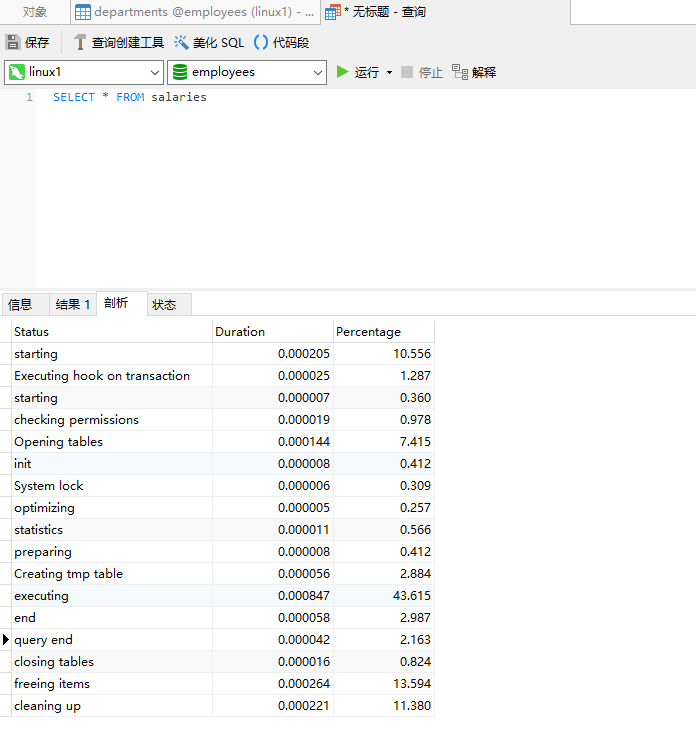 对象 departments @employees (linux1) - ... * 无标题 - 查询
保存 查询创建工具 美化 SQL () 代码段
linux1 employees 运行 停止 解释
1 SELECT * FROM salaries
信息 结果 1 剖析 状态
Status Duration Percentage
starting 0.000205 10.556
Executing hook on transaction 0.000025 1.287
starting 0.000007 0.360
checking permissions 0.000019 0.978
Opening tables 0.000144 7.415
init 0.000008 0.412
System lock 0.000006 0.309
optimizing 0.000005 0.257
statistics 0.000011 0.566
preparing 0.000008 0.412
Creating tmp table 0.000056 2.884
executing 0.000847 43.615
end 0.000058 2.987
query end 0.000042 2.163
closing tables 0.000016 0.824
freeing items 0.000264 13.594
cleaning up 0.000221 11.380